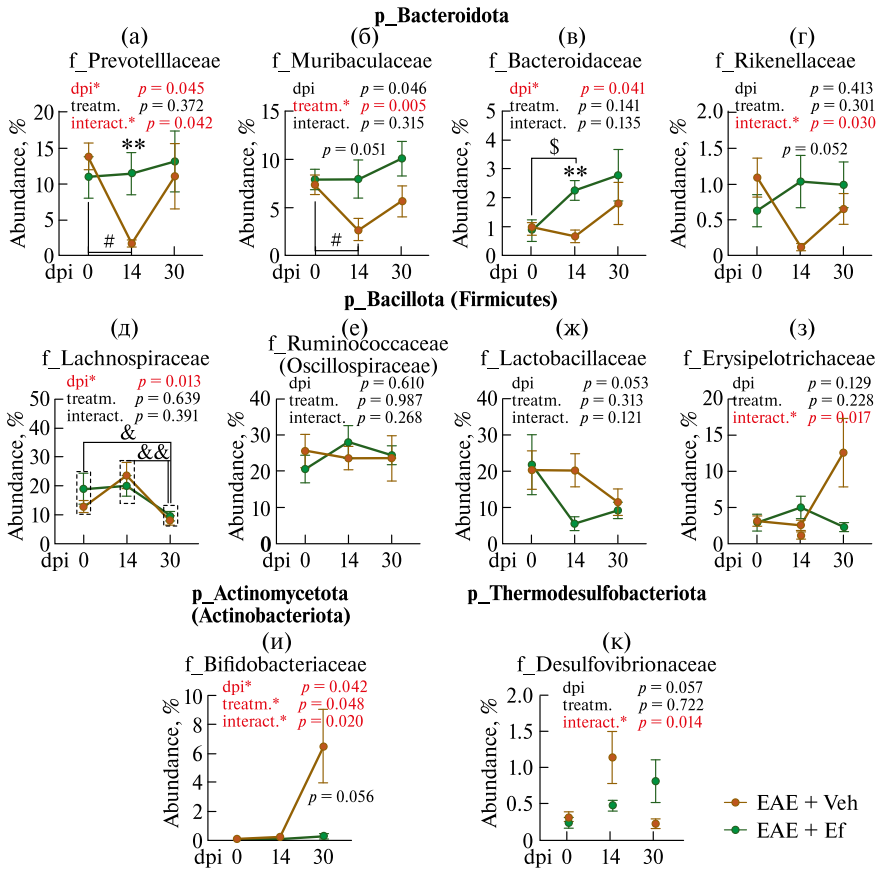 p_Bacteroidota
(а)
f_Prevotelllaceae
dpi* p = 0.045
treatm. p = 0.372
interact.* p = 0.042
**
#
Abundance, %
20
15
10
5
0
dpi 0 14 30
(б)
f_Muribaculaceae
dpi p = 0.046
treatm.* p = 0.005
interact. p = 0.315
p = 0.051
#
Abundance, %
15
10
5
0
0 14 30
(в)
f_Bacteroidaceae
dpi* p = 0.041
treatm. p = 0.141
interact. p = 0.135
$
**
Abundance, %
5
4
3
2
1
0
0 14 30
(г)
f_Rikenellaceae
dpi p = 0.413
treatm. p = 0.301
interact.* p = 0.030
p = 0.052
Abundance, %
2.0
1.5
1.0
0.5
0
0 14 30
p_Bacillota (Firmicutes)
(д)
f_Lachnospiraceae
dpi* p = 0.013
treatm. p = 0.639
interact. p = 0.391
&
&&
Abundance, %
50
40
30
20
10
0
dpi 0 14 30
(е)
f_Ruminococcaceae
(Oscillospiraceae)
dpi p = 0.610
treatm. p = 0.987
interact. p = 0.268
Abundance, %
40
30
20
10
0
0 14 30
(ж)
f_Lactobacillaceae
dpi p = 0.053
treatm. p = 0.313
interact. p = 0.121
Abundance, %
40
30
20
10
0
0 14 30
(з)
f_Erysipelotrichaceae
dpi p = 0.129
treatm. p = 0.228
interact.* p = 0.017
Abundance, %
20
15
10
5
0
0 14 30
p_Actinomycetota
(Actinobacteriota)
(и)
f_Bifidobacteriaceae
dpi* p = 0.042
treatm.* p = 0.048
interact.* p = 0.020
p = 0.056
Abundance, %
10
8
6
4
2
0
dpi 0 14 30
p_Thermodesulfobacteriota
(к)
f_Desulfovibrionaceae
dpi p = 0.057
treatm. p = 0.722
interact.* p = 0.014
Abundance, %
2.0
1.5
1.0
0.5
0
dpi 0 14 30
EAE + Veh
EAE + Ef